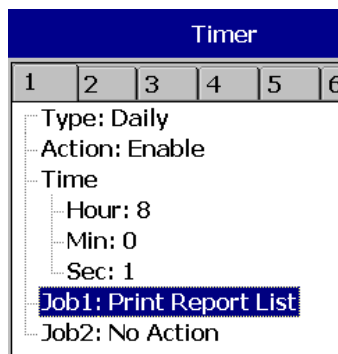 Timer
1 2 3 4 5 6
Type: Daily
Action: Enable
Time
Hour: 8
Min: 0
Sec: 1
Job1: Print Report List
Job2: No Action